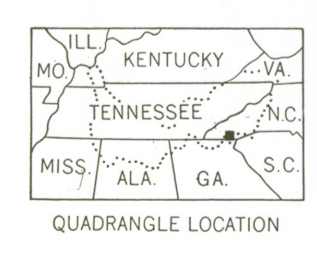 ILL.
KENTUCKY
MO.
VA.
TENNESSEE
N.C.
MISS.
ALA.
GA.
S.C.
QUADRANGLE LOCATION